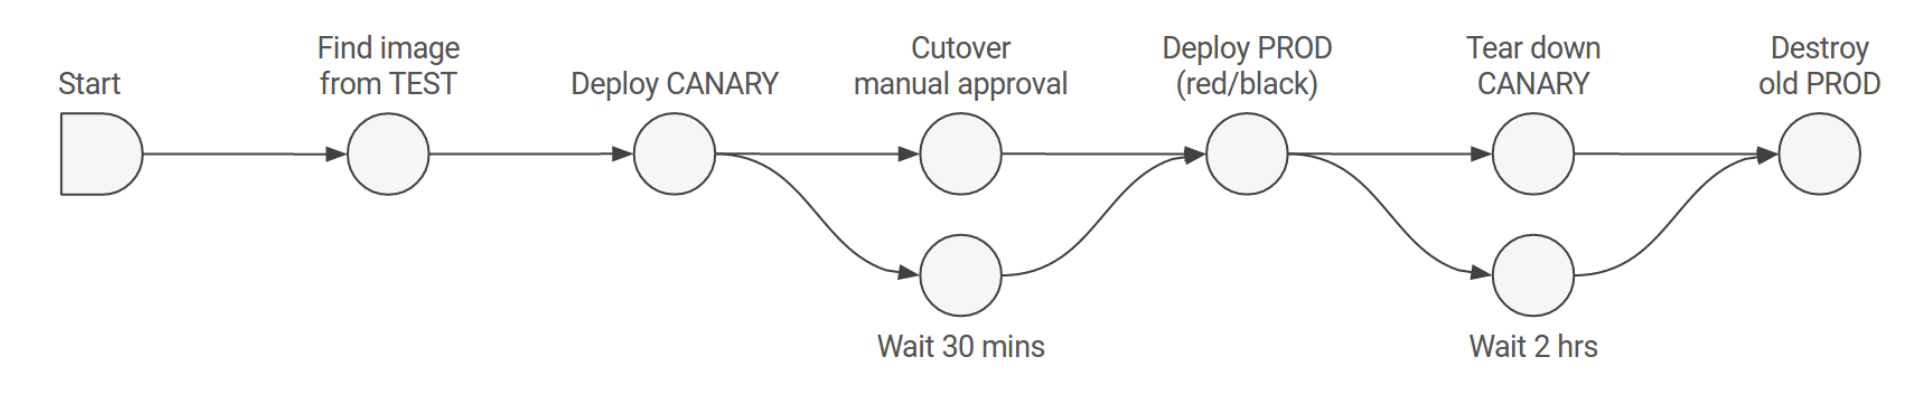 Start
Find image
from TEST
Deploy CANARY
Cutover
manual approval
Deploy PROD
(red/black)
Tear down
CANARY
Destroy
old PROD
Wait 30 mins
Wait 2 hrs